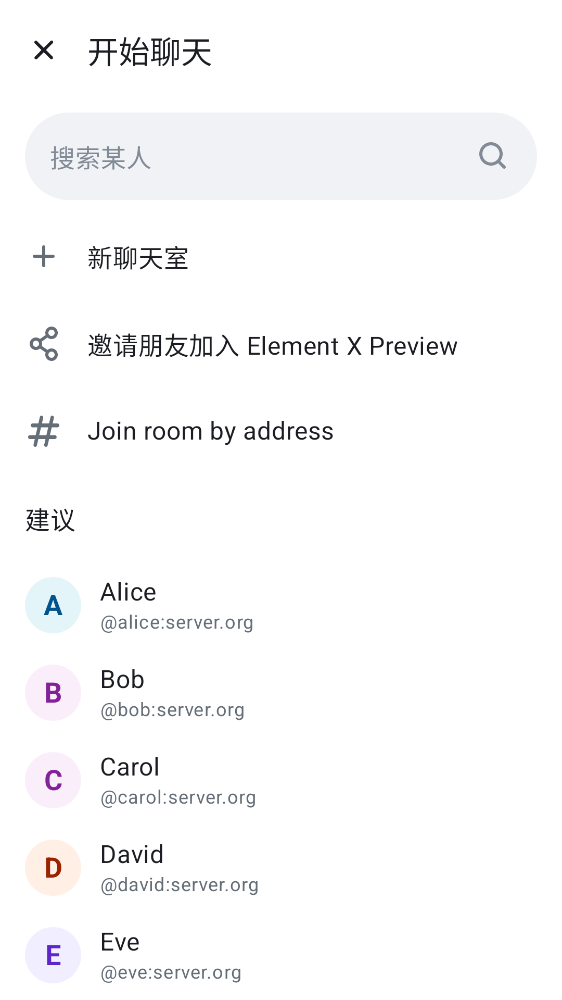 开始聊天
搜索某人
新聊天室
邀请朋友加入 Element X Preview
Join room by address
建议
A
Alice
@alice:server.org
B
Bob
@bob:server.org
C
Carol
@carol:server.org
D
David
@david:server.org
E
Eve
@eve:server.org